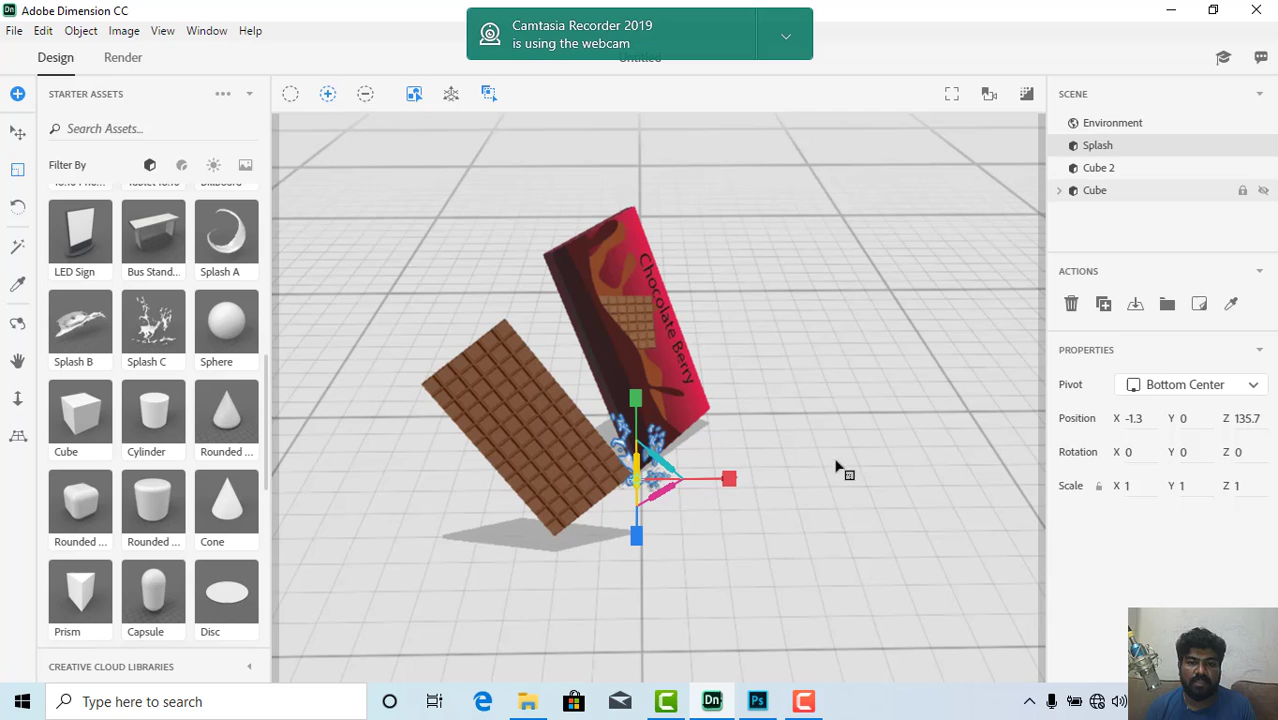 Dn Adobe Dimension CC
Camtasia Recorder 2019
is using the webcam
File Edit Object Image View Window Help
Design Render
STARTER ASSETS
Search Assets...
Filter By
LED Sign Bus Stand... Splash A
Splash B Splash C Sphere
Cube Cylinder Rounded ...
Rounded ... Rounded ... Cone
Prism Capsule Disc
CREATIVE CLOUD LIBRARIES
Chocolate Berry
SCENE
Environment
Splash
Cube 2
Cube
ACTIONS
PROPERTIES
Pivot Bottom Center
Position X -1.3 Y 0 Z 135.7
Rotation X 0 Y 0 Z 0
Scale X 1 Y 1 Z 1
Type here to search
Dn Ps